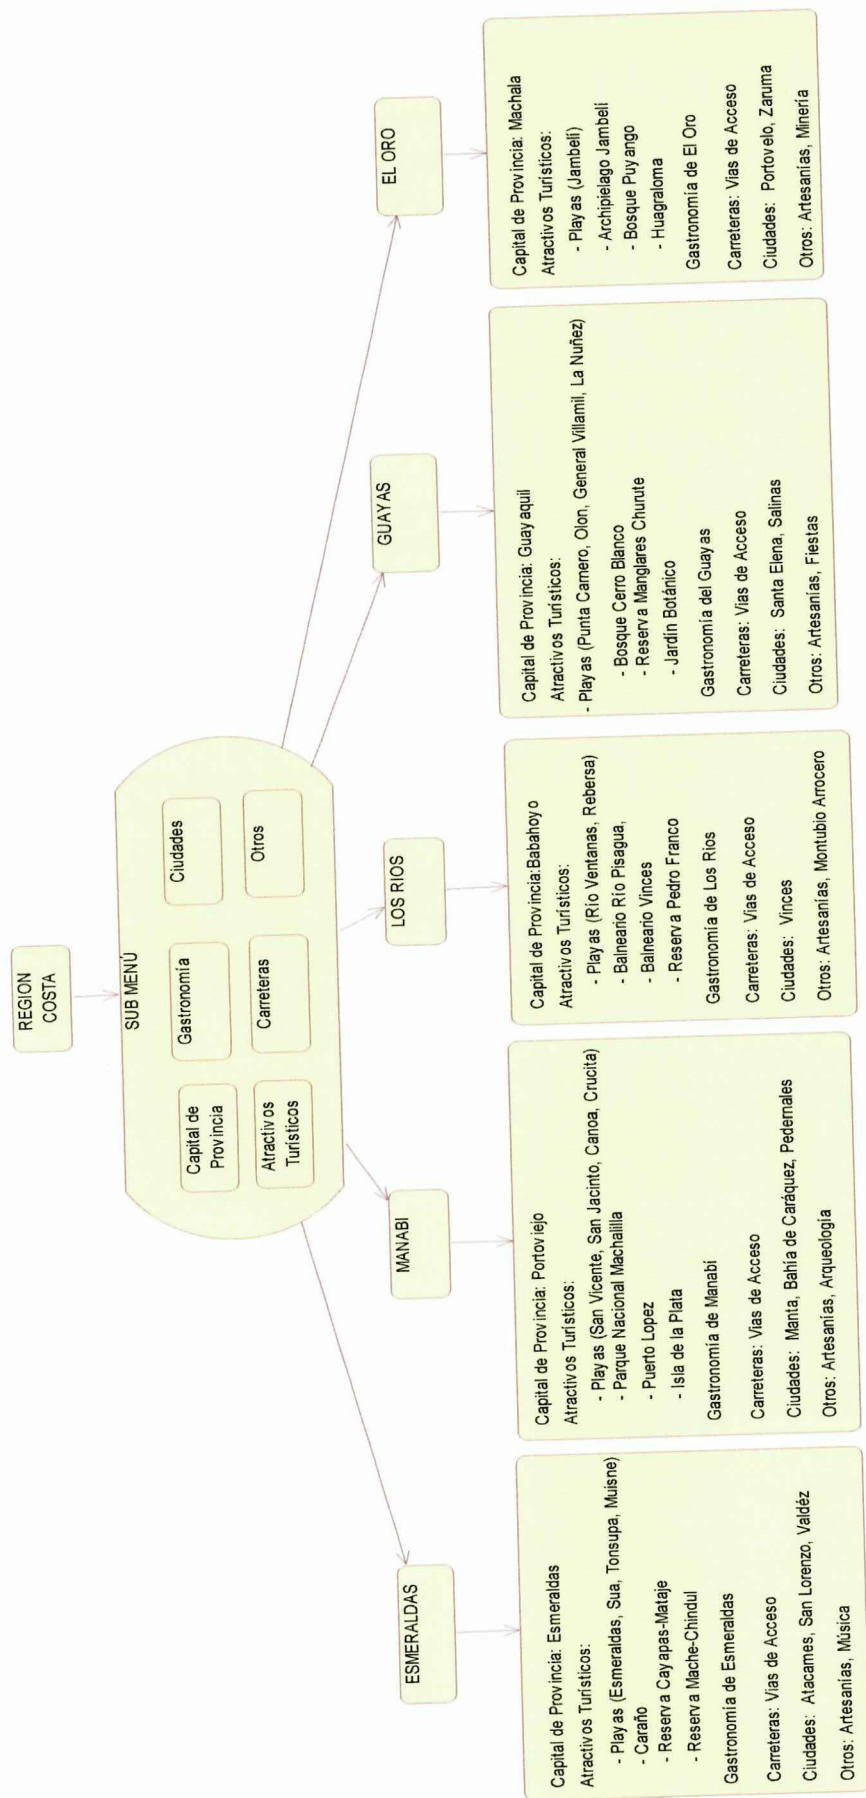 REGION
COSTA
SUB MENÚ
Capital de
Provincia
Gastronomía
Ciudades
Atractivos
Turísticos
Carreteras
Otros
ESMERALDAS
MANABI
LOS RIOS
GUAYAS
EL ORO
Capital de Provincia: Esmeraldas
Atractivos Turísticos:
- Playas (Esmeraldas, Sua, Tonsupa, Muisne)
- Caraño
- Reserva Cayapas-Mataje
- Reserva Mache-Chindul
Gastronomía de Esmeraldas
Carreteras: Vias de Acceso
Ciudades: Atacames, San Lorenzo, Valdéz
Otros: Artesanías, Música
Capital de Provincia: Portoviejo
Atractivos Turísticos:
- Playas (San Vicente, San Jacinto, Canoa, Crucita)
- Parque Nacional Machalilla
- Puerto Lopez
- Isla de la Plata
Gastronomía de Manabí
Carreteras: Vias de Acceso
Ciudades: Manta, Bahía de Caráquez, Pedernales
Otros: Artesanías, Arqueología
Capital de Provincia:Babahoyo
Atractivos Turísticos:
- Playas (Río Ventanas, Rebersa)
- Balneario Río Pisagua,
- Balneario Vinces
- Reserva Pedro Franco
Gastronomía de Los Rios
Carreteras: Vias de Acceso
Ciudades: Vinces
Otros: Artesanías, Montubio Arrocero
Capital de Provincia: Guayaquil
Atractivos Turísticos:
- Playas (Punta Carnero, Olon, General Villamil, La Nuñez)
- Bosque Cerro Blanco
- Reserva Manglares Churute
- Jardín Botánico
Gastronomía del Guayas
Carreteras: Vias de Acceso
Ciudades: Santa Elena, Salinas
Otros: Artesanías, Fiestas
Capital de Provincia: Machala
Atractivos Turísticos:
- Playas (Jambelí)
- Archipielago Jambelí
- Bosque Puyango
- Huagraloma
Gastronomía de El Oro
Carreteras: Vias de Acceso
Ciudades: Portovelo, Zaruma
Otros: Artesanías, Minería